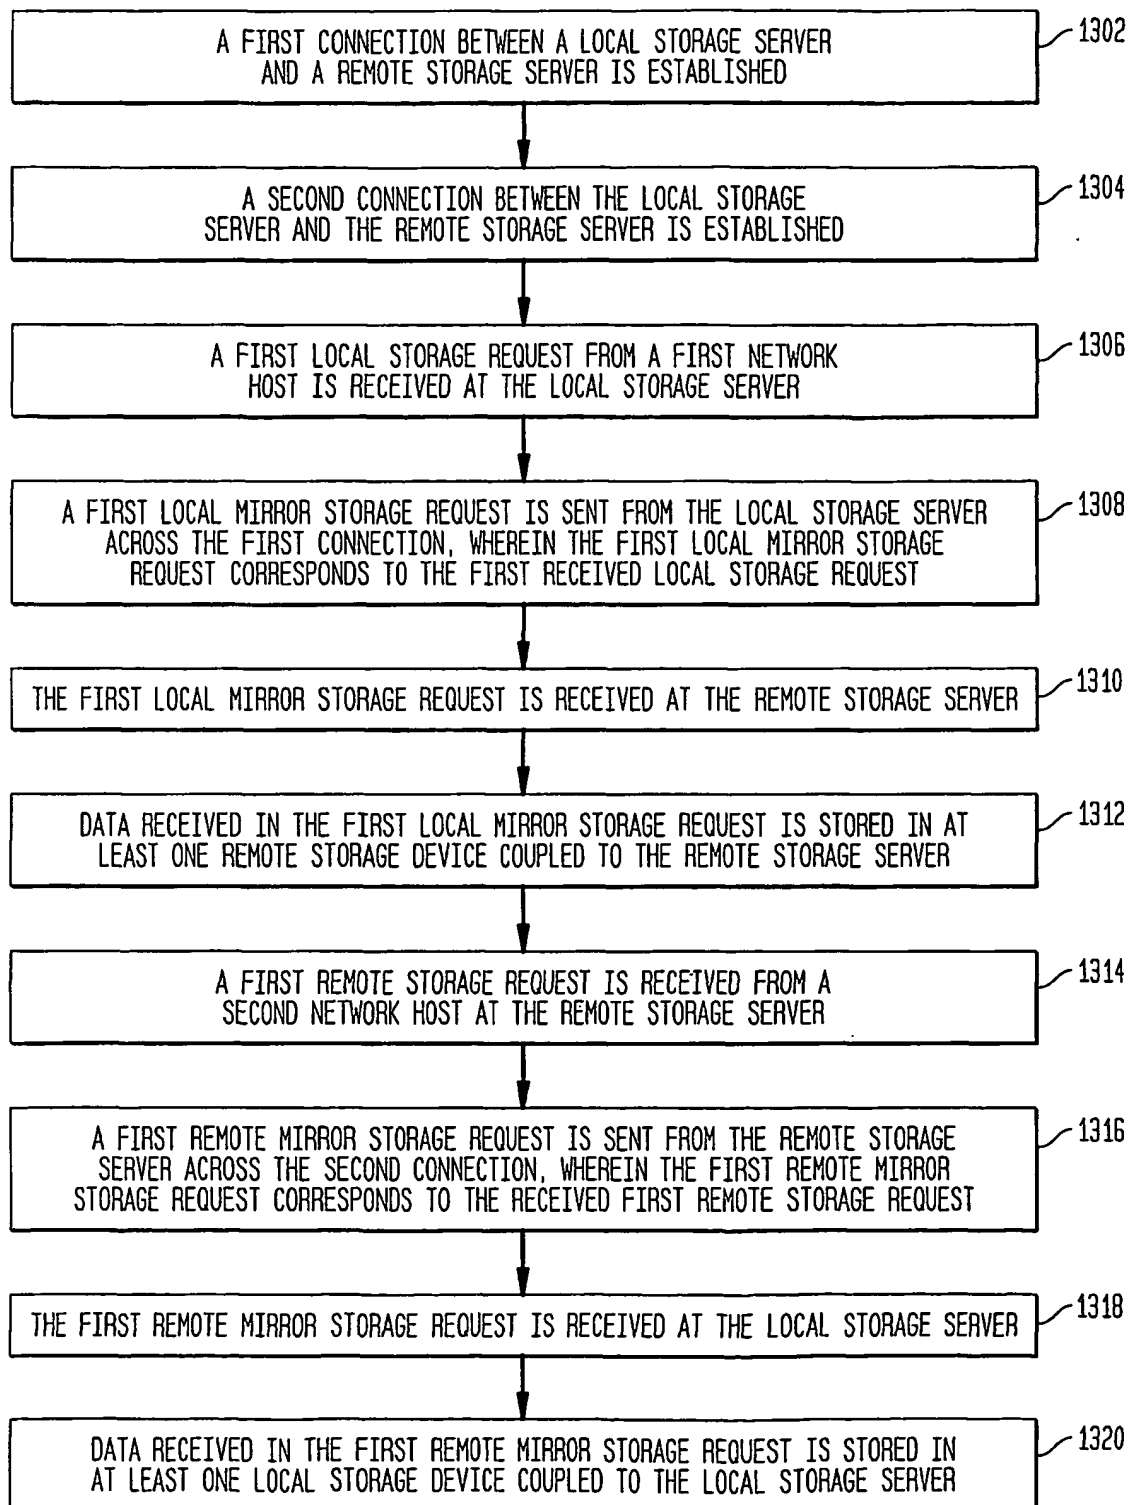 A FIRST CONNECTION BETWEEN A LOCAL STORAGE SERVER
AND A REMOTE STORAGE SERVER IS ESTABLISHED
1302
A SECOND CONNECTION BETWEEN THE LOCAL STORAGE
SERVER AND THE REMOTE STORAGE SERVER IS ESTABLISHED
1304
A FIRST LOCAL STORAGE REQUEST FROM A FIRST NETWORK
HOST IS RECEIVED AT THE LOCAL STORAGE SERVER
1306
A FIRST LOCAL MIRROR STORAGE REQUEST IS SENT FROM THE LOCAL STORAGE SERVER
ACROSS THE FIRST CONNECTION, WHEREIN THE FIRST LOCAL MIRROR STORAGE
REQUEST CORRESPONDS TO THE FIRST RECEIVED LOCAL STORAGE REQUEST
1308
THE FIRST LOCAL MIRROR STORAGE REQUEST IS RECEIVED AT THE REMOTE STORAGE SERVER
1310
DATA RECEIVED IN THE FIRST LOCAL MIRROR STORAGE REQUEST IS STORED IN AT
LEAST ONE REMOTE STORAGE DEVICE COUPLED TO THE REMOTE STORAGE SERVER
1312
A FIRST REMOTE STORAGE REQUEST IS RECEIVED FROM A
SECOND NETWORK HOST AT THE REMOTE STORAGE SERVER
1314
A FIRST REMOTE MIRROR STORAGE REQUEST IS SENT FROM THE REMOTE STORAGE
SERVER ACROSS THE SECOND CONNECTION, WHEREIN THE FIRST REMOTE MIRROR
STORAGE REQUEST CORRESPONDS TO THE RECEIVED FIRST REMOTE STORAGE REQUEST
1316
THE FIRST REMOTE MIRROR STORAGE REQUEST IS RECEIVED AT THE LOCAL STORAGE SERVER
1318
DATA RECEIVED IN THE FIRST REMOTE MIRROR STORAGE REQUEST IS STORED IN
AT LEAST ONE LOCAL STORAGE DEVICE COUPLED TO THE LOCAL STORAGE SERVER
1320